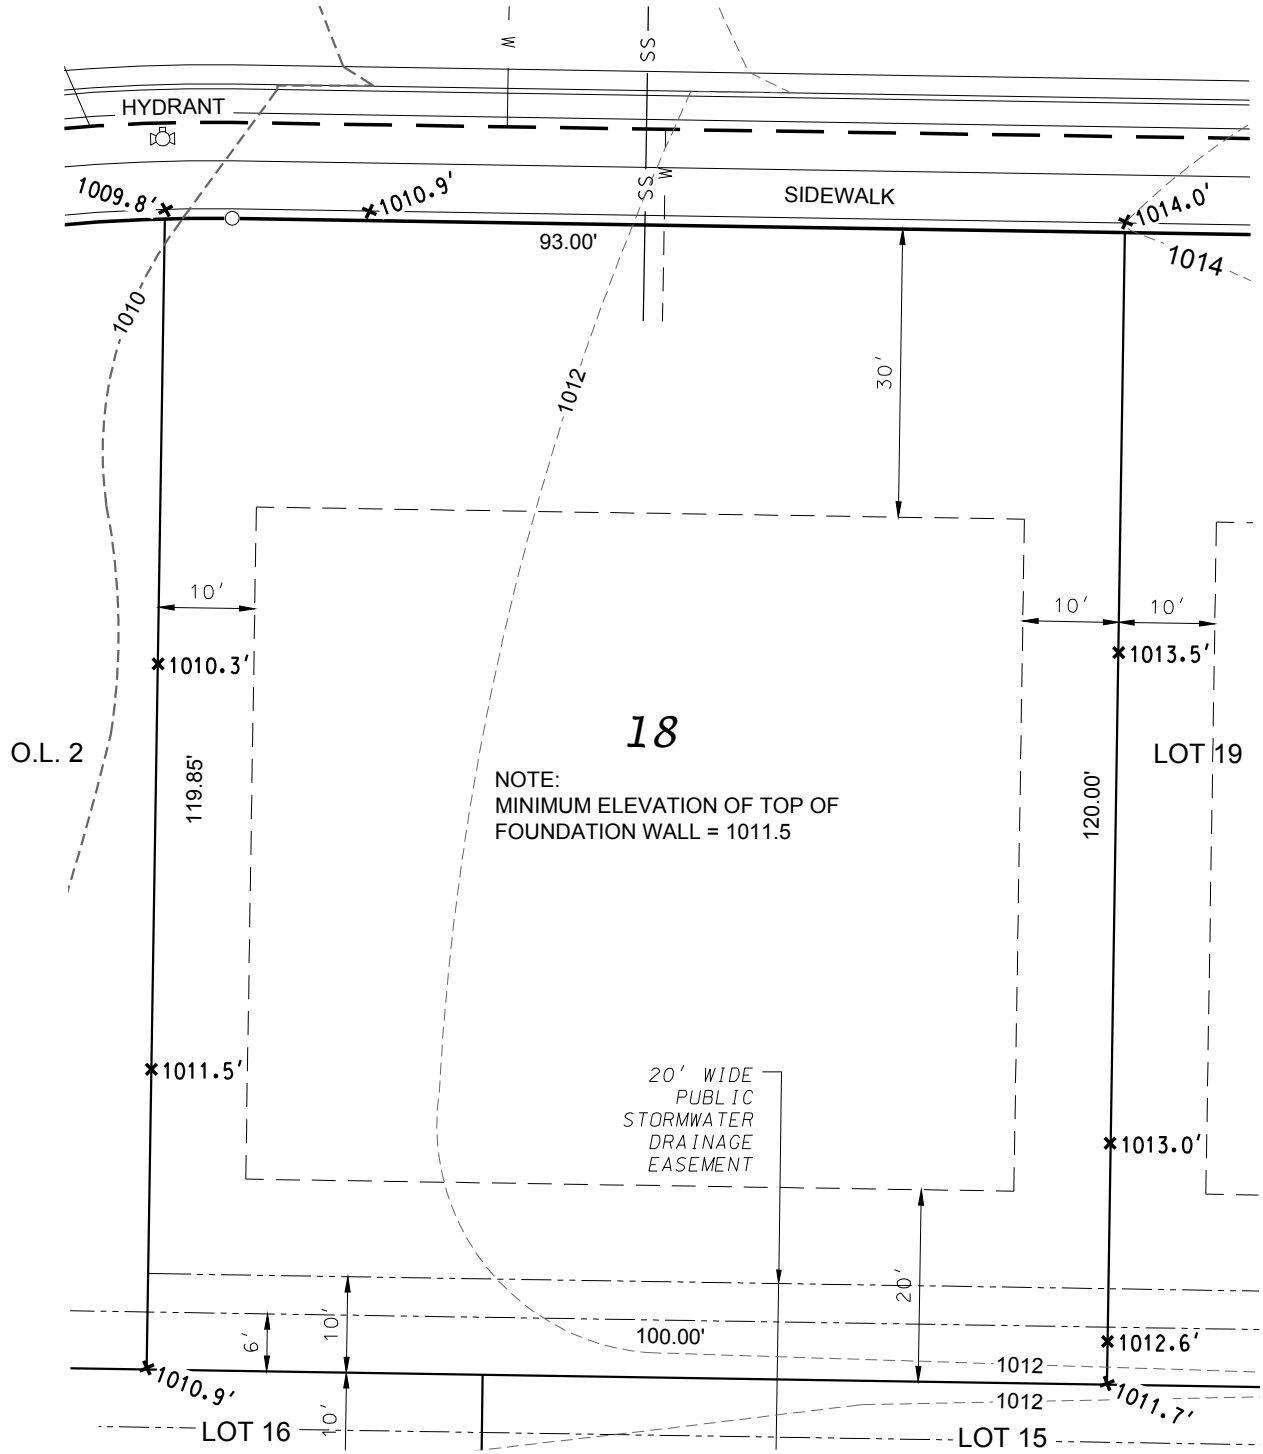 W
SS
HYDRANT
1009.8'
1010.9'
SS
W
SIDEWALK
1014.0'
93.00'
1014
1010
1012
30'
10'
10'
10'
1010.3'
1013.5'
18
O.L. 2
LOT 19
119.85'
120.00'
NOTE:
MINIMUM ELEVATION OF TOP OF
FOUNDATION WALL = 1011.5
1011.5'
20' WIDE
PUBLIC
STORMWATER
DRAINAGE
EASEMENT
1013.0'
20'
10'
6'
100.00'
1012.6'
1012
1010.9'
1012
1011.7'
10'
LOT 16
LOT 15